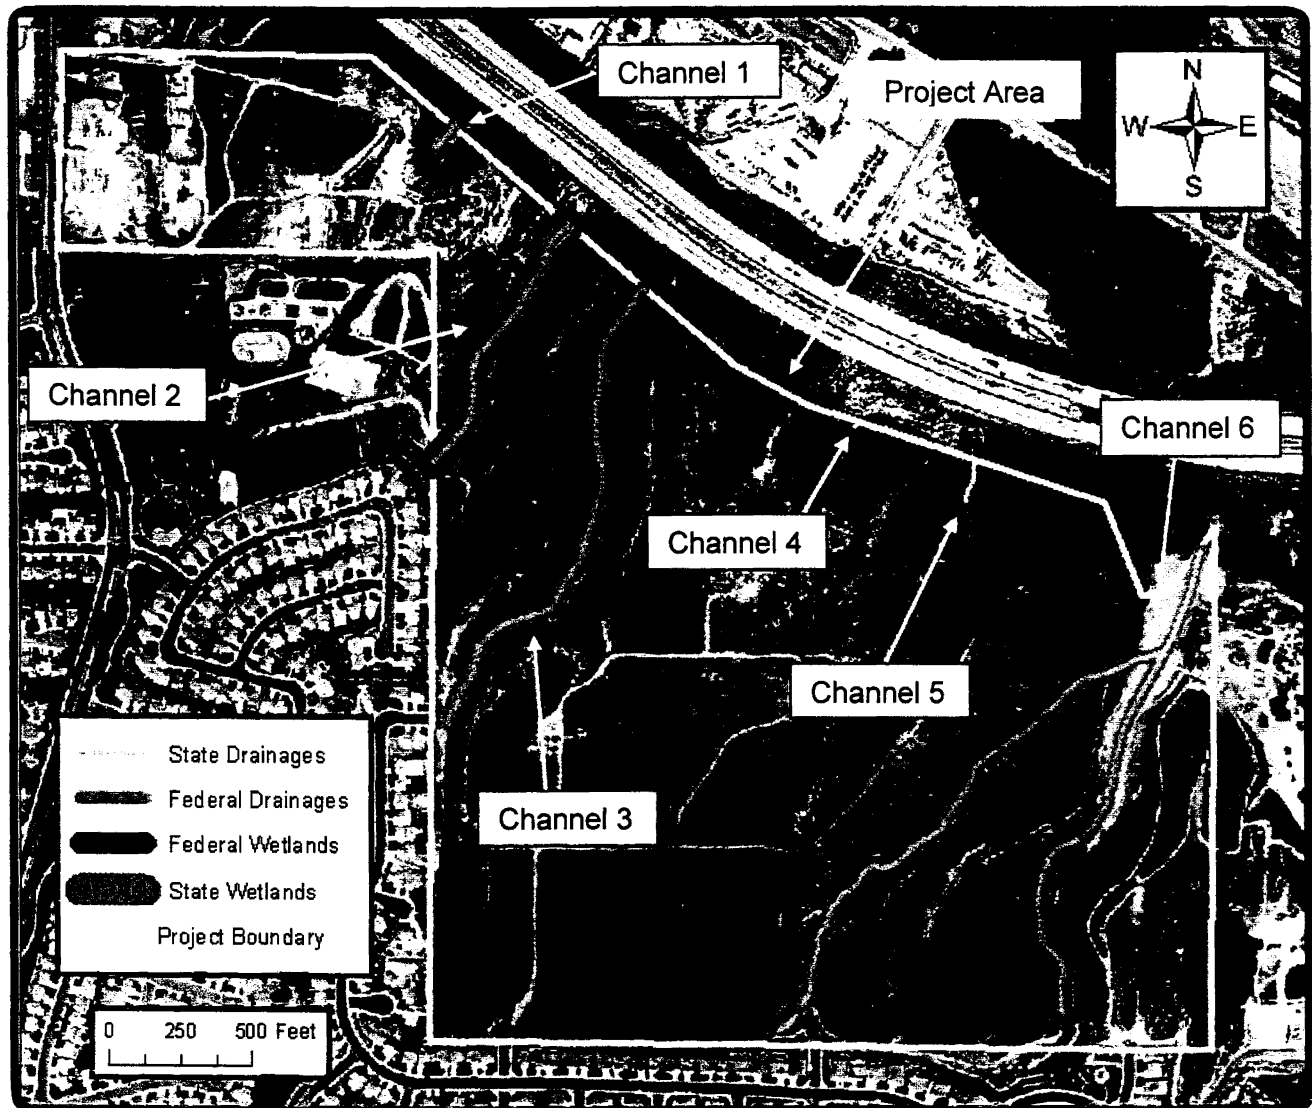 Channel 1
Project Area
N
W E
S
Channel 2
Channel 6
Channel 4
Channel 5
State Drainages
Federal Drainages
Federal Wetlands
State Wetlands
Project Boundary
Channel 3
0 250 500 Feet